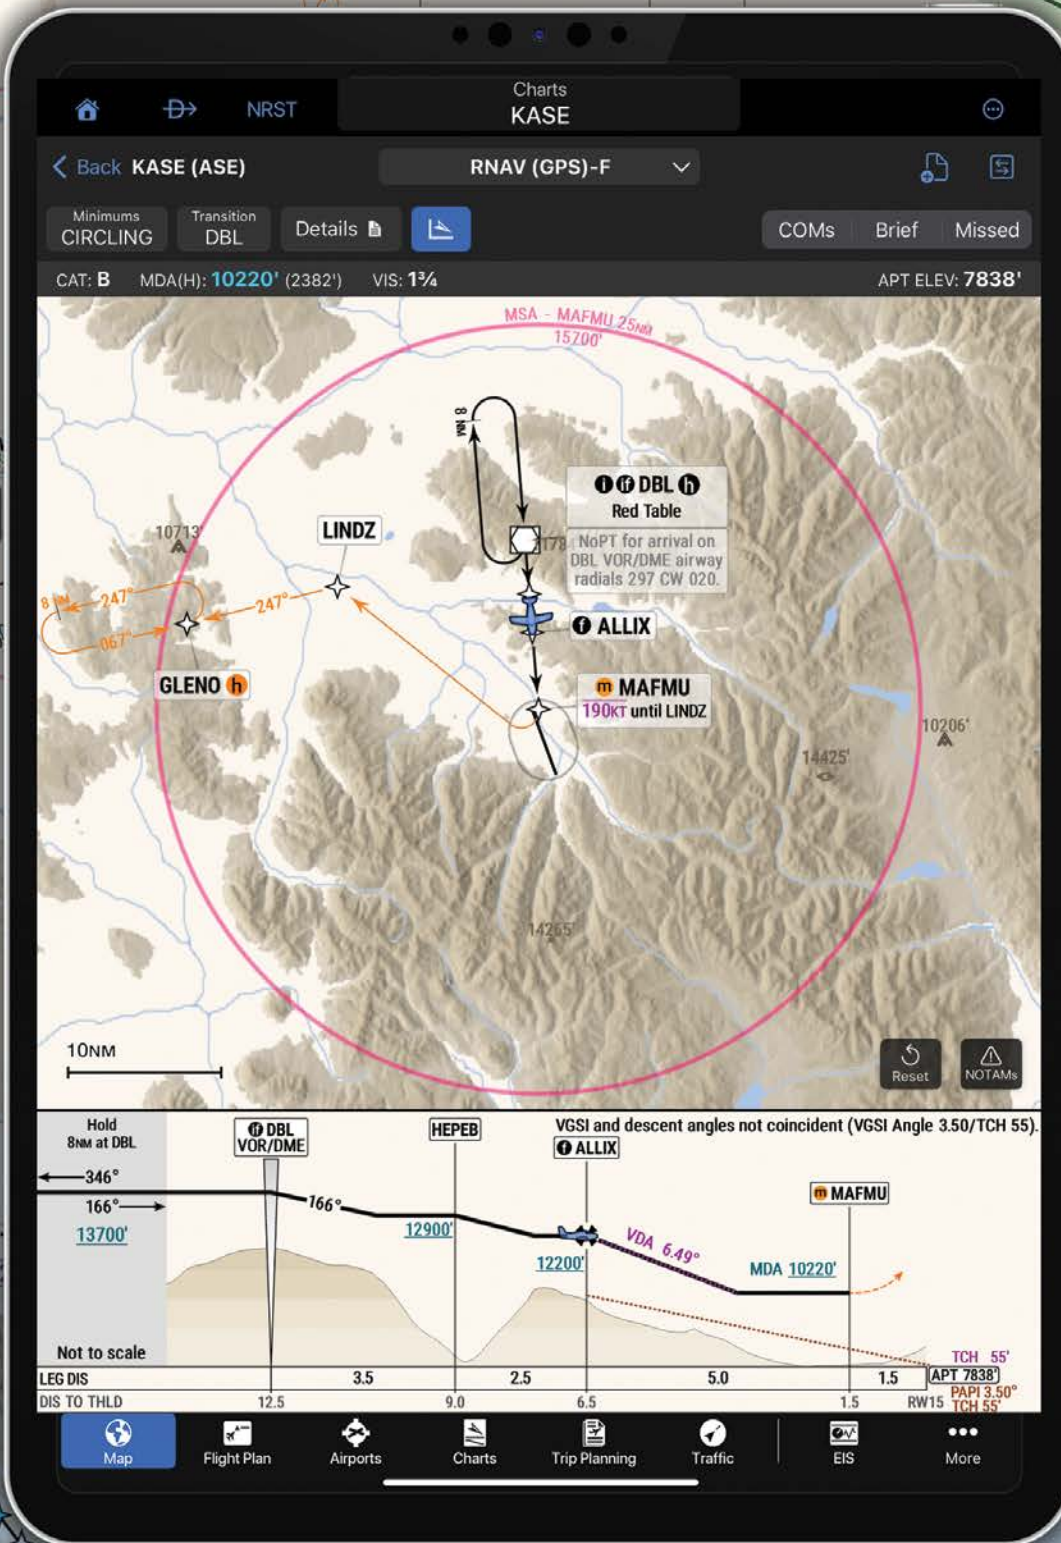 Charts
KASE
NRST
Back KASE (ASE)
RNAV (GPS)-F
Minimums
CIRCLING
Transition
DBL
Details
COMs
Brief
Missed
CAT: B
MDA(H): 10220' (2382')
VIS: 1¾
APT ELEV: 7838'
MSA - MAFMU 25NM
15700'
8 NM
i if DBL h
Red Table
NoPT for arrival on
DBL VOR/DME airway
radials 297 CW 020.
10713'
LINDZ
247°
247°
8 NM
067°
f ALLIX
GLENO h
m MAFMU
190KT until LINDZ
10206'
14425'
14265'
10NM
Reset
NOTAMs
Hold
8NM at DBL
if DBL
VOR/DME
HEPEB
VGSI and descent angles not coincident (VGSI Angle 3.50/TCH 55).
f ALLIX
346°
166°
13700'
166°
12900'
12200'
VDA 6.49°
m MAFMU
MDA 10220'
Not to scale
TCH 55'
LEG DIS
3.5
2.5
5.0
1.5
APT 7838'
PAPI 3.50°
TCH 55'
DIS TO THLD
12.5
9.0
6.5
1.5
RW15
Map
Flight Plan
Airports
Charts
Trip Planning
Traffic
EIS
More